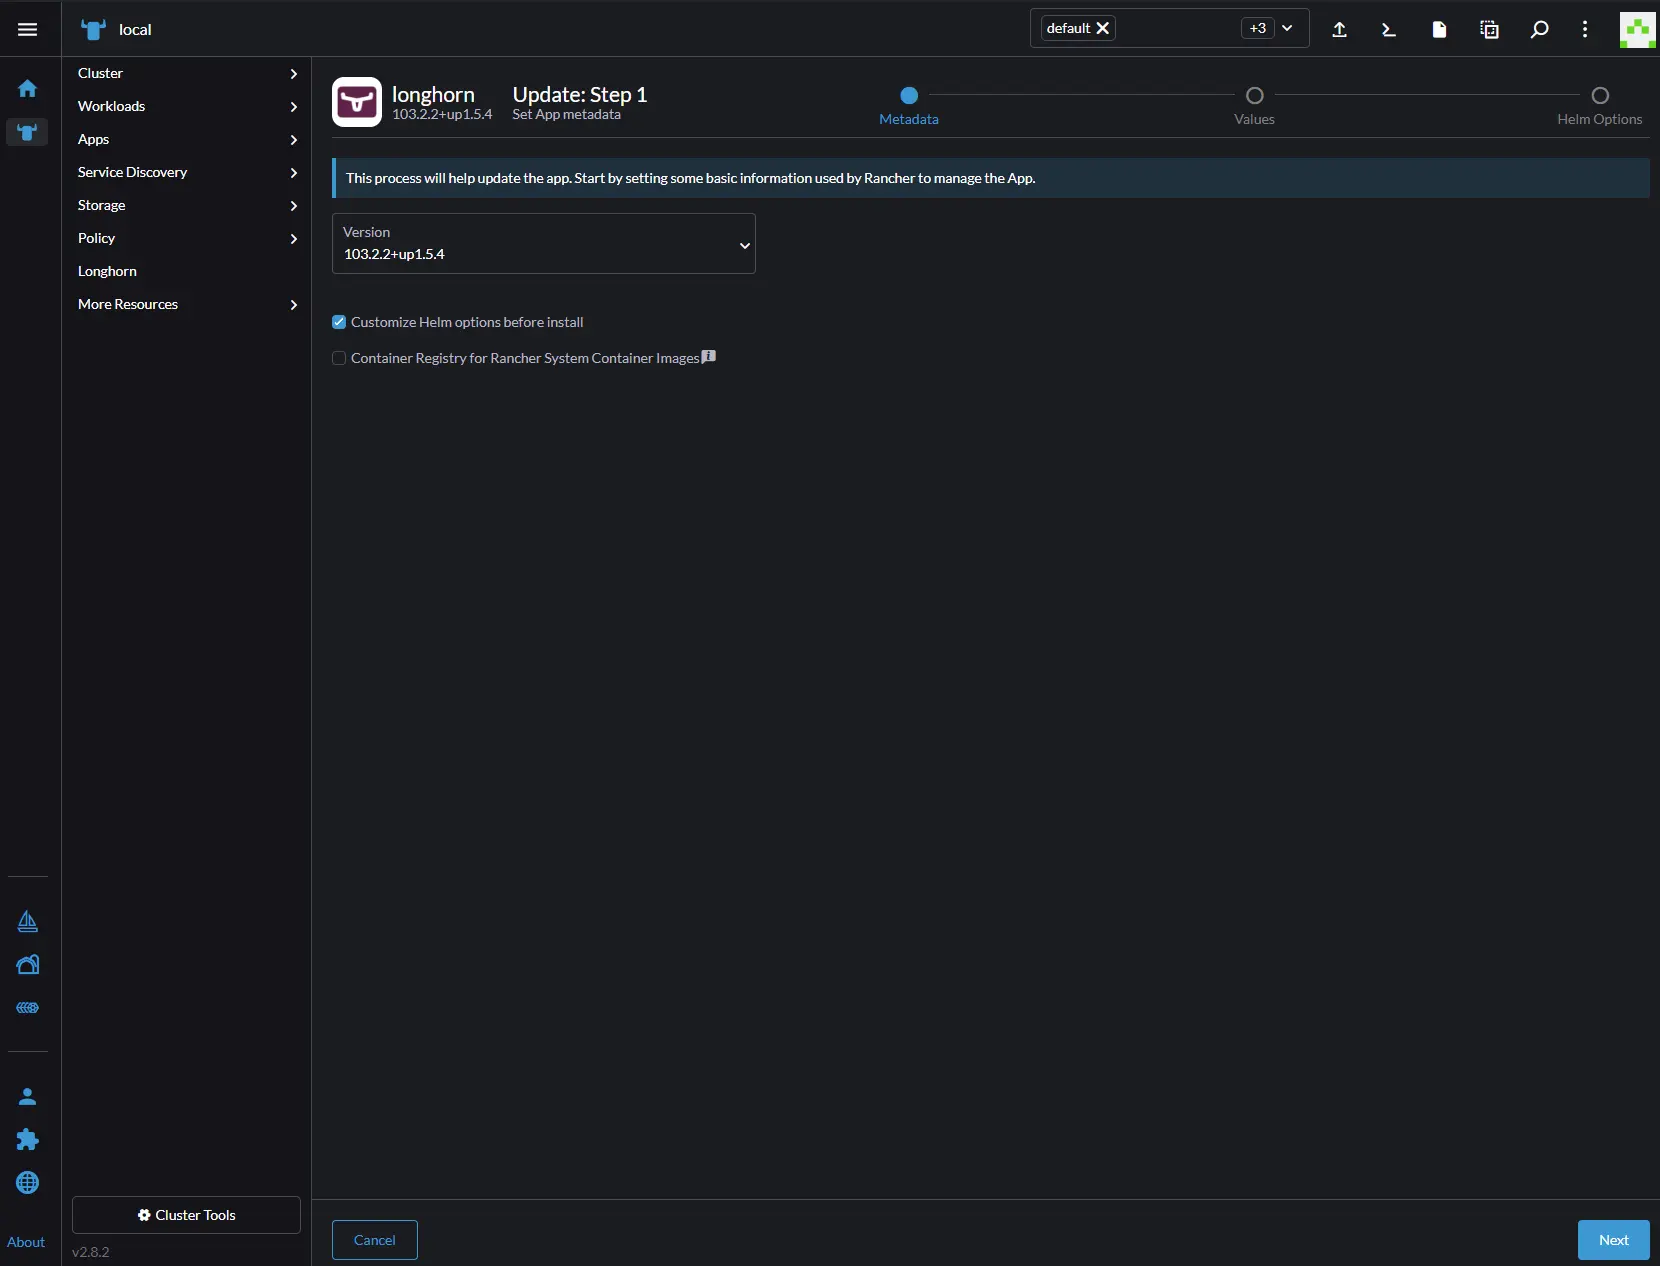 local
default
+3
Cluster
Workloads
Apps
Service Discovery
Storage
Policy
Longhorn
More Resources
Cluster Tools
v2.8.2
About
longhorn
103.2.2+up1.5.4
Update: Step 1
Set App metadata
Metadata
Values
Helm Options
This process will help update the app. Start by setting some basic information used by Rancher to manage the App.
Version
103.2.2+up1.5.4
Customize Helm options before install
Container Registry for Rancher System Container Images
Cancel
Next